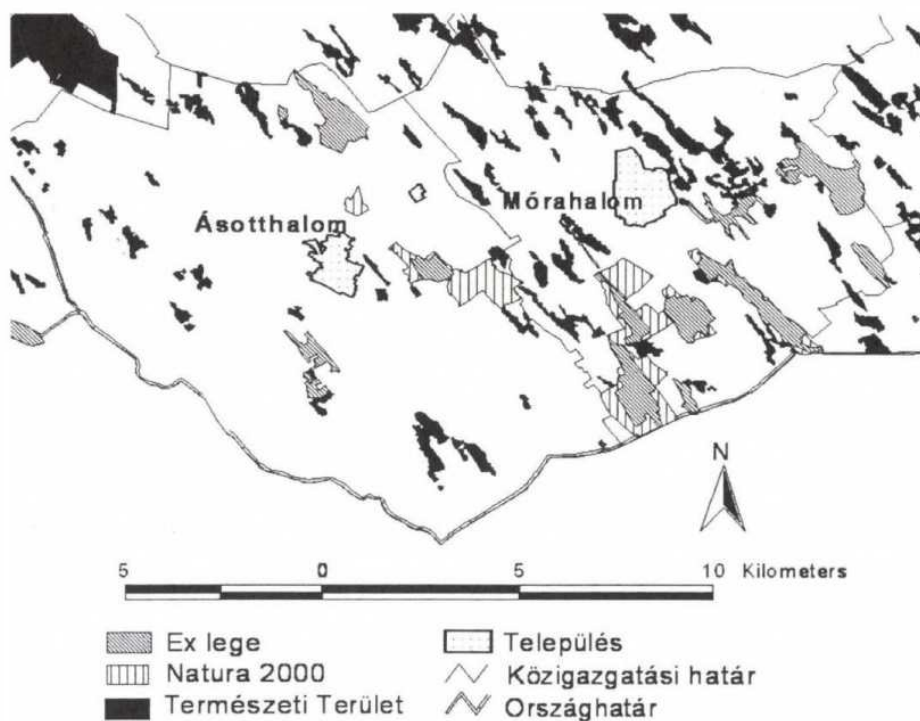 Mórahalom
Ásotthalom
N
5 0 5 10 Kilometers
Ex lege
Natura 2000
Természeti Terület
Település
Közigazgatási határ
Országhatár